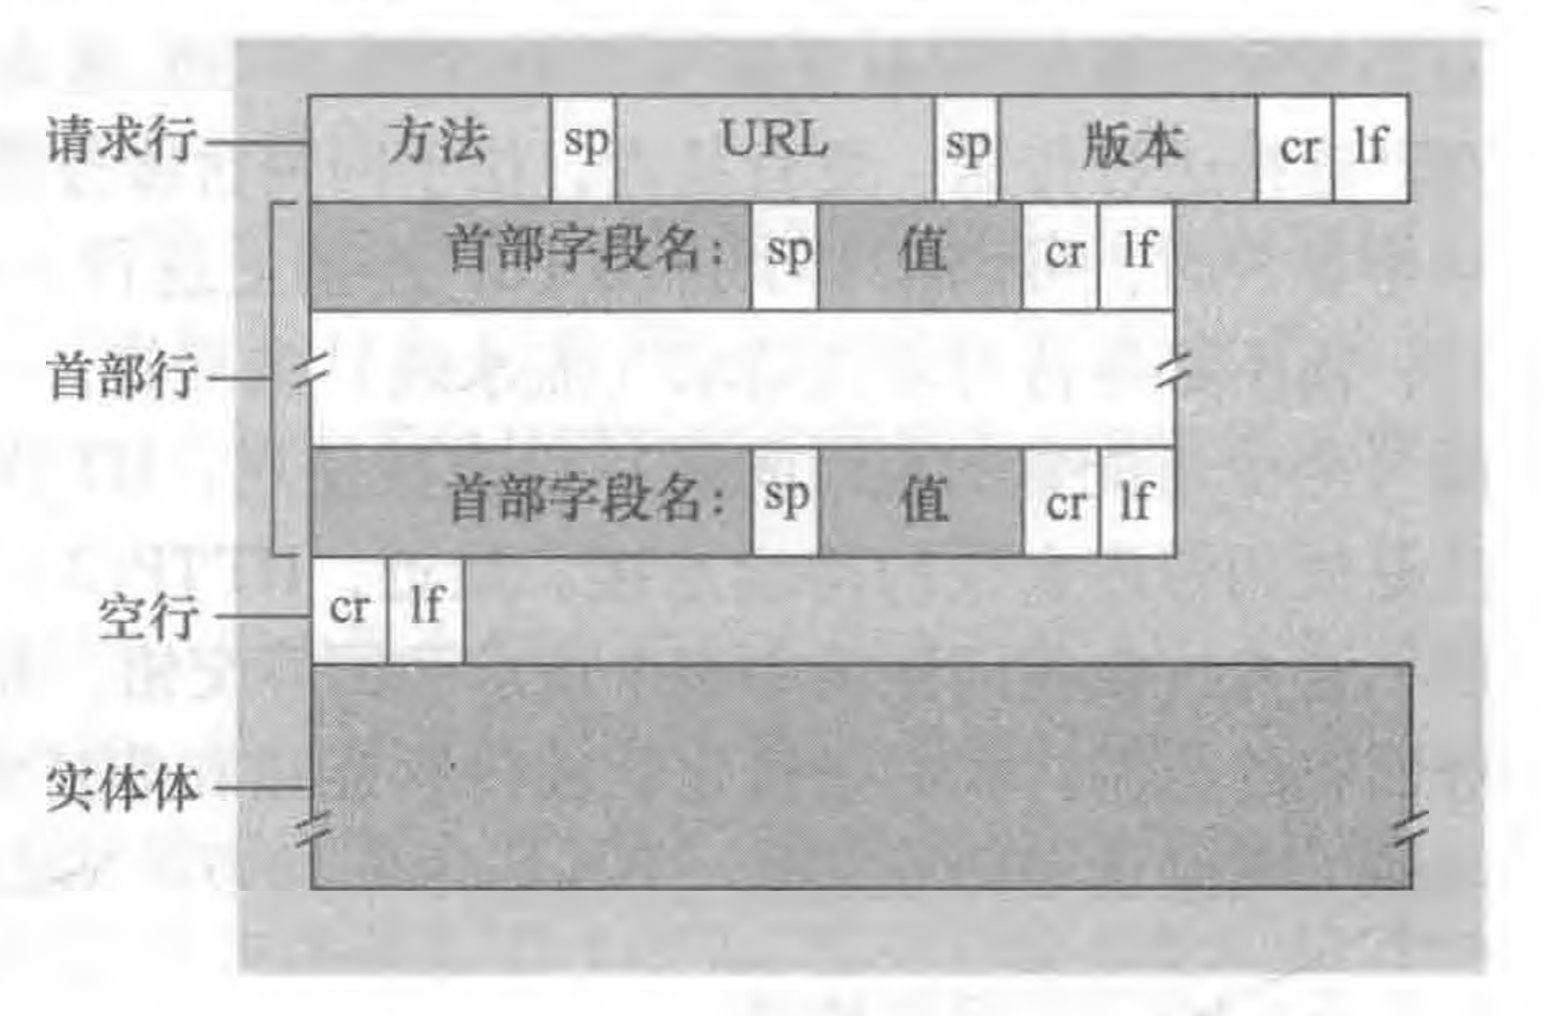 请求行 方法 sp URL sp 版本 cr lf
首部字段名： sp 值 cr lf
首部行
首部字段名： sp 值 cr lf
空行 cr lf
实体体